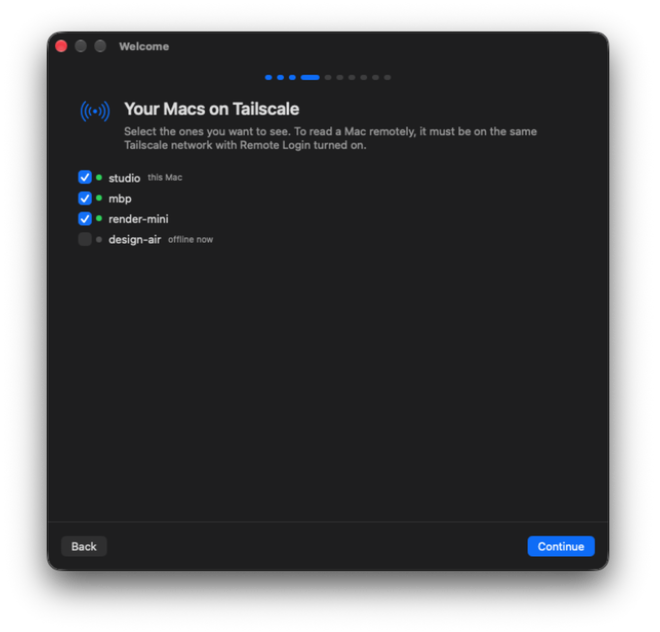 Welcome
Your Macs on Tailscale
Select the ones you want to see. To read a Mac remotely, it must be on the same
Tailscale network with Remote Login turned on.
studio this Mac
mbp
render-mini
design-air offline now
Back Continue